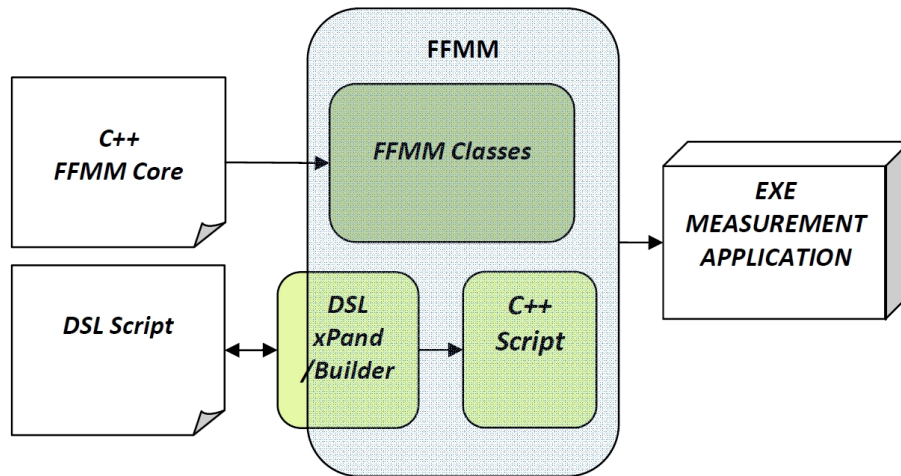 FFMM
C++
FFMM Core
FFMM Classes
EXE
MEASUREMENT
APPLICATION
DSL Script
DSL
xPand
/Builder
C++
Script